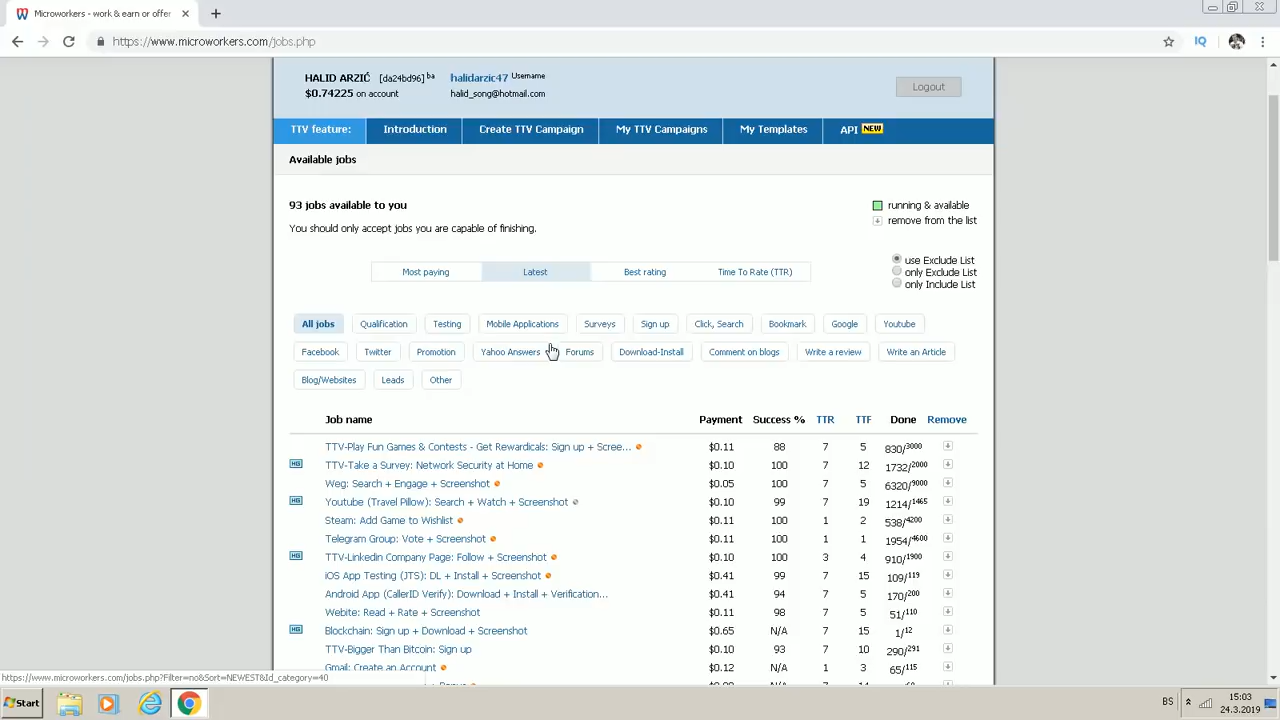 Microworkers - work & earn or offer
https://www.microworkers.com/jobs.php
HALID ARZIĆ [da24bd96] ba halidarzic47 Username
$0.74225 on account halid_song@hotmail.com
Logout
TTV feature: Introduction Create TTV Campaign My TTV Campaigns My Templates API NEW
Available jobs
93 jobs available to you
running & available
remove from the list
You should only accept jobs you are capable of finishing.
use Exclude List
only Exclude List
only Include List
Most paying Latest Best rating Time To Rate (TTR)
All jobs Qualification Testing Mobile Applications Surveys Sign up Click, Search Bookmark Google Youtube
Facebook Twitter Promotion Yahoo Answers Forums Download-Install Comment on blogs Write a review Write an Article
Blog/Websites Leads Other
Job name Payment Success % TTR TTF Done Remove
TTV-Play Fun Games & Contests - Get Rewardicals: Sign up + Scree... $0.11 88 7 5 830/3000
HG TTV-Take a Survey: Network Security at Home $0.10 100 7 12 1732/2000
Weg: Search + Engage + Screenshot $0.05 100 7 5 6320/9000
HG Youtube (Travel Pillow): Search + Watch + Screenshot $0.10 99 7 19 1214/1465
Steam: Add Game to Wishlist $0.11 100 1 2 538/4200
Telegram Group: Vote + Screenshot $0.11 100 1 1 1954/4600
HG TTV-Linkedin Company Page: Follow + Screenshot $0.10 100 3 4 910/1900
iOS App Testing (JTS): DL + Install + Screenshot $0.41 99 7 15 109/119
Android App (CallerID Verify): Download + Install + Verification... $0.41 94 7 5 170/200
Webite: Read + Rate + Screenshot $0.11 98 7 5 51/110
HG Blockchain: Sign up + Download + Screenshot $0.65 N/A 7 15 1/12
TTV-Bigger Than Bitcoin: Sign up $0.10 93 7 10 290/291
Gmail: Create an Account $0.12 N/A 1 3 65/115
https://www.microworkers.com/jobs.php?Filter=no&Sort=NEWEST&Id_category=40
Start BS 15:03
24.3.2019